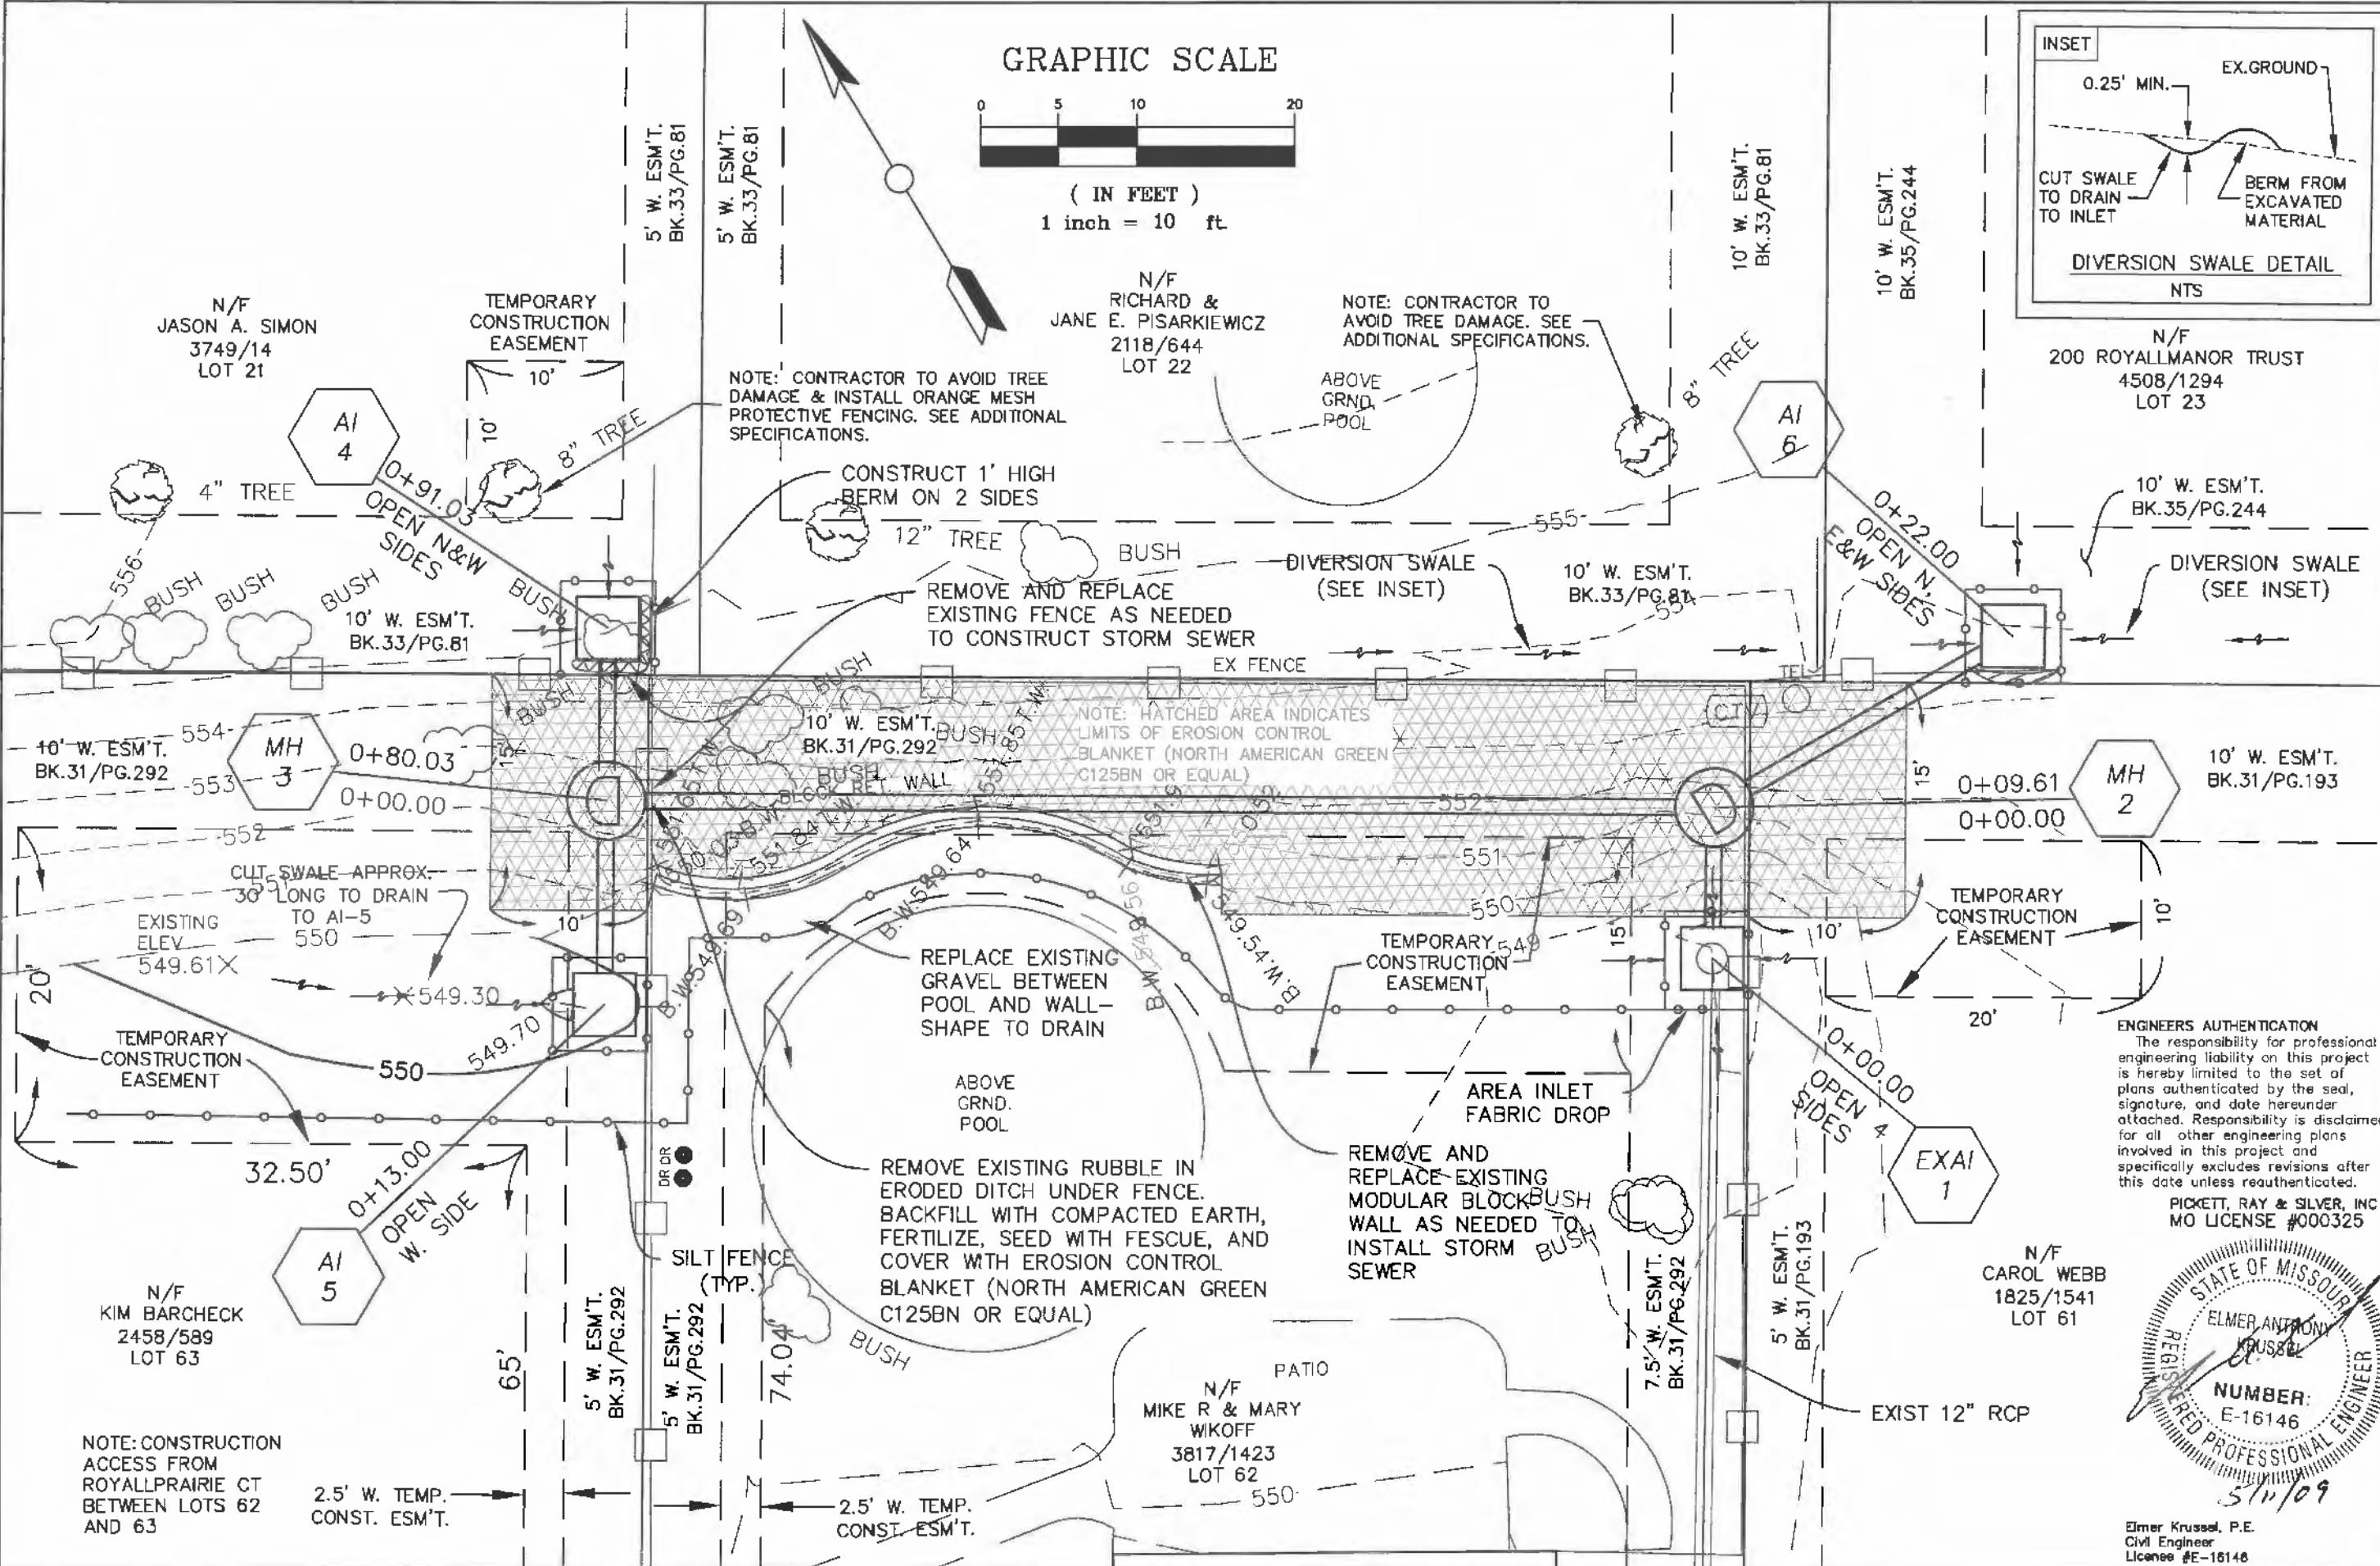 GRAPHIC SCALE
0 5 10 20
( IN FEET )
1 inch = 10 ft.
INSET
0.25' MIN.
EX.GROUND
CUT SWALE
TO DRAIN
TO INLET
BERM FROM
EXCAVATED
MATERIAL
DIVERSION SWALE DETAIL
NTS
5' W. ESM'T.
BK.33/PG.81
5' W. ESM'T.
BK.33/PG.81
10' W. ESM'T.
BK.33/PG.81
10' W. ESM'T.
BK.35/PG.244
N/F
JASON A. SIMON
3749/14
LOT 21
TEMPORARY
CONSTRUCTION
EASEMENT
10'
10'
N/F
RICHARD &
JANE E. PISARKIEWICZ
2118/644
LOT 22
NOTE: CONTRACTOR TO
AVOID TREE DAMAGE. SEE
ADDITIONAL SPECIFICATIONS.
N/F
200 ROYALLMANOR TRUST
4508/1294
LOT 23
NOTE: CONTRACTOR TO AVOID TREE
DAMAGE & INSTALL ORANGE MESH
PROTECTIVE FENCING. SEE ADDITIONAL
SPECIFICATIONS.
ABOVE
GRND.
POOL
8" TREE
8" TREE
AI
4
AI
6
0+91.03
OPEN N&W
SIDES
4" TREE
CONSTRUCT 1' HIGH
BERM ON 2 SIDES
12" TREE
BUSH
555
0+22.00
OPEN N,
E&W SIDES
10' W. ESM'T.
BK.35/PG.244
556
BUSH
BUSH
BUSH
BUSH
10' W. ESM'T.
BK.33/PG.81
REMOVE AND REPLACE
EXISTING FENCE AS NEEDED
TO CONSTRUCT STORM SEWER
DIVERSION SWALE
(SEE INSET)
10' W. ESM'T.
BK.33/PG.81
554
DIVERSION SWALE
(SEE INSET)
EX FENCE
TEL
CTV
BUSH
BUSH
BUSH
BUSH
10' W. ESM'T.
BK.31/PG.292
NOTE: HATCHED AREA INDICATES
LIMITS OF EROSION CONTROL
BLANKET (NORTH AMERICAN GREEN
C125BN OR EQUAL)
10' W. ESM'T.
BK.31/PG.292
554
553
552
MH
3
0+80.03
0+00.00
15'
BLOCK RET. WALL
551.65T.W.
550.03B.W.
551.84T.W.
551.85T.W.
552
551
550
549
15'
0+09.61
0+00.00
MH
2
10' W. ESM'T.
BK.31/PG.193
CUT SWALE APPROX.
30' LONG TO DRAIN
TO AI-5
551
EXISTING
ELEV.
549.61X
550
X549.30
549.70
550
20'
10'
B.W.549.69
B.W.549.64
B.W.549.56
B.W.549.54
REPLACE EXISTING
GRAVEL BETWEEN
POOL AND WALL-
SHAPE TO DRAIN
TEMPORARY
CONSTRUCTION
EASEMENT
15'
10'
TEMPORARY
CONSTRUCTION
EASEMENT
10'
20'
TEMPORARY
CONSTRUCTION
EASEMENT
32.50'
0+13.00
OPEN
W. SIDE
AI
5
ABOVE
GRND.
POOL
DR DR
SILT FENCE
(TYP.)
REMOVE EXISTING RUBBLE IN
ERODED DITCH UNDER FENCE.
BACKFILL WITH COMPACTED EARTH,
FERTILIZE, SEED WITH FESCUE, AND
COVER WITH EROSION CONTROL
BLANKET (NORTH AMERICAN GREEN
C125BN OR EQUAL)
AREA INLET
FABRIC DROP
REMOVE AND
REPLACE EXISTING
MODULAR BLOCK
WALL AS NEEDED TO
INSTALL STORM
SEWER
BUSH
BUSH
0+00.00
OPEN 4
SIDES
EXAI
1
ENGINEERS AUTHENTICATION
The responsibility for professional
engineering liability on this project
is hereby limited to the set of
plans authenticated by the seal,
signature, and date hereunder
attached. Responsibility is disclaimed
for all other engineering plans
involved in this project and
specifically excludes revisions after
this date unless reauthenticated.
PICKETT, RAY & SILVER, INC
MO LICENSE #000325
N/F
KIM BARCHECK
2458/589
LOT 63
65'
5' W. ESM'T.
BK.31/PG.292
5' W. ESM'T.
BK.31/PG.292
74.04'
BUSH
PATIO
N/F
MIKE R & MARY
WIKOFF
3817/1423
LOT 62
550
7.5' W. ESM'T.
BK.31/PG.292
5' W. ESM'T.
BK.31/PG.193
EXIST 12" RCP
N/F
CAROL WEBB
1825/1541
LOT 61
STATE OF MISSOURI
ELMER ANTHONY
KRUSSEL
NUMBER:
E-16146
REGISTERED PROFESSIONAL ENGINEER
5/11/09
Elmer Krussel, P.E.
Civil Engineer
License #E-16146
NOTE: CONSTRUCTION
ACCESS FROM
ROYALLPRAIRIE CT
BETWEEN LOTS 62
AND 63
2.5' W. TEMP.
CONST. ESM'T.
2.5' W. TEMP.
CONST. ESM'T.